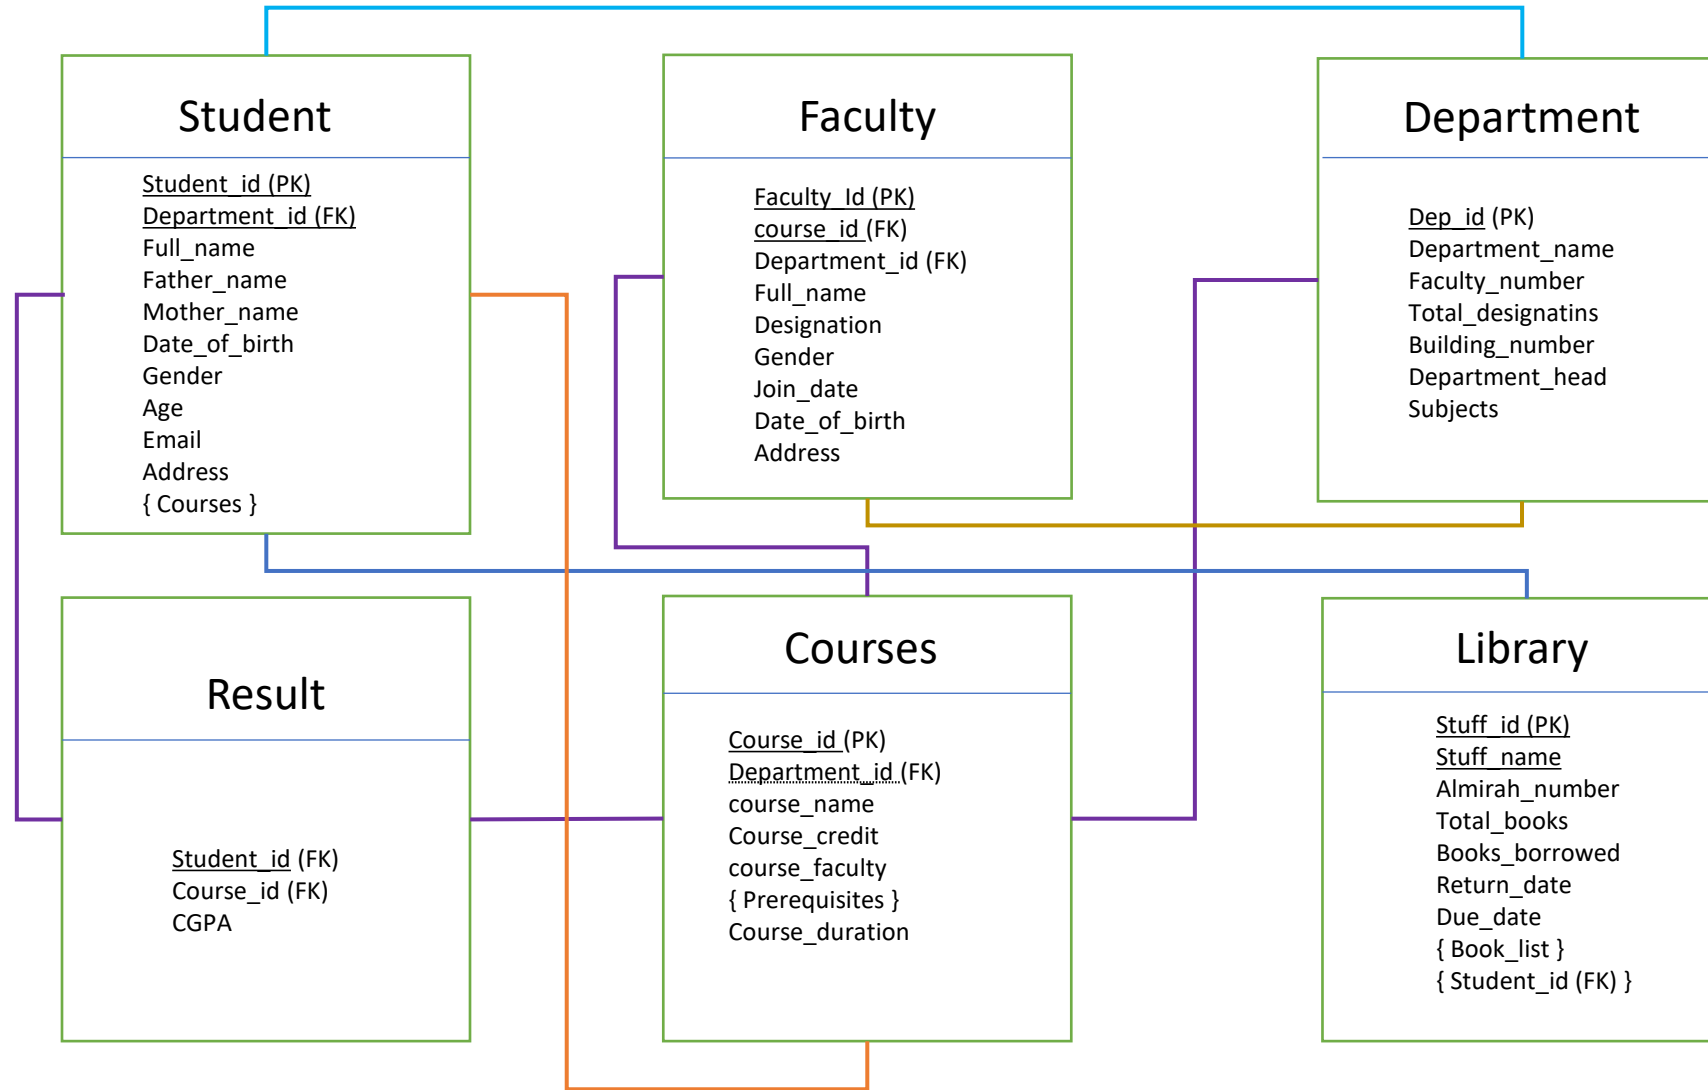 Student
Student_id (PK)
Department_id (FK)
Full_name
Father_name
Mother_name
Date_of_birth
Gender
Age
Email
Address
{ Courses }
Faculty
Faculty_Id (PK)
course_id (FK)
Department_id (FK)
Full_name
Designation
Gender
Join_date
Date_of_birth
Address
Department
Dep_id (PK)
Department_name
Faculty_number
Total_designatins
Building_number
Department_head
Subjects
Result
Student_id (FK)
Course_id (FK)
CGPA
Courses
Course_id (PK)
Department_id (FK)
course_name
Course_credit
course_faculty
{ Prerequisites }
Course_duration
Library
Stuff_id (PK)
Stuff_name
Almirah_number
Total_books
Books_borrowed
Return_date
Due_date
{ Book_list }
{ Student_id (FK) }